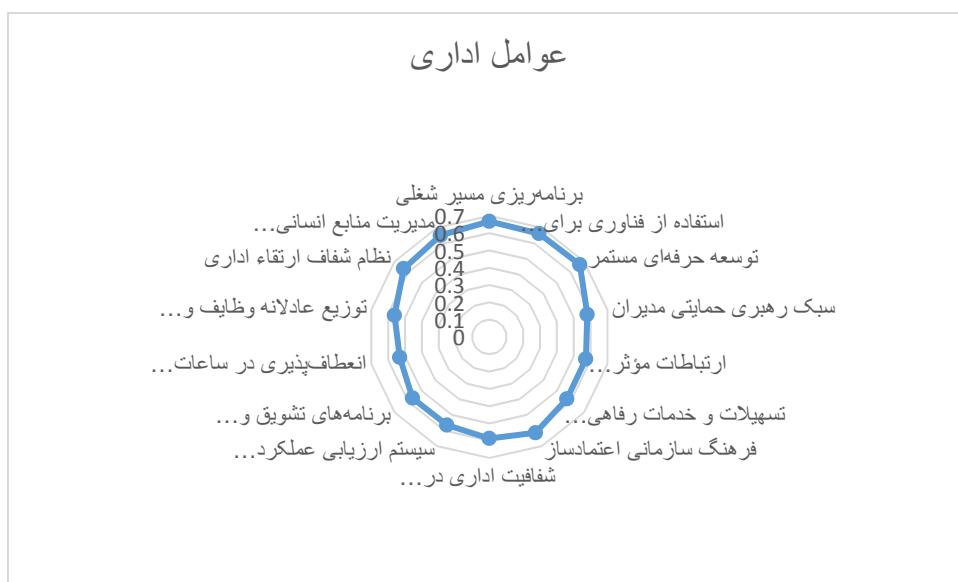 عوامل اداری
برنامه‌ریزی مسیر شغلی
استفاده از فناوری برای...
توسعه حرفه‌ای مستمر
سبک رهبری حمایتی مدیران
ارتباطات مؤثر...
تسهیلات و خدمات رفاهی...
فرهنگ سازمانی اعتمادساز
شفافیت اداری در...
سیستم ارزیابی عملکرد...
برنامه‌های تشویق و...
انعطاف‌پذیری در ساعات...
توزیع عادلانه وظایف و...
نظام شفاف ارتقاء اداری
مدیریت منابع انسانی...
0.7
0.6
0.5
0.4
0.3
0.2
0.1
0